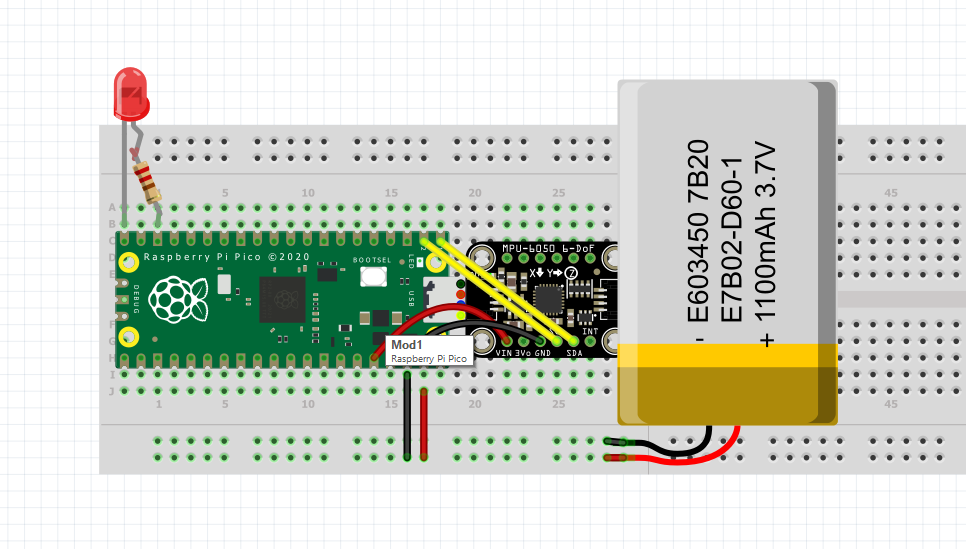 5
10
15
20
25
45
A
B
C
D
Raspberry Pi Pico ©2020
BOOTSEL
LED
USB
DEBUG
MPU-6050 6-DoF
X Y Z
INT
VIN 3Vo GND SDA
E603450 7B20
E7B02-D60-1
- + 1100mAh 3.7V
Mod1
Raspberry Pi Pico
F
G
H
I
J
1
5
10
15
20
25
45